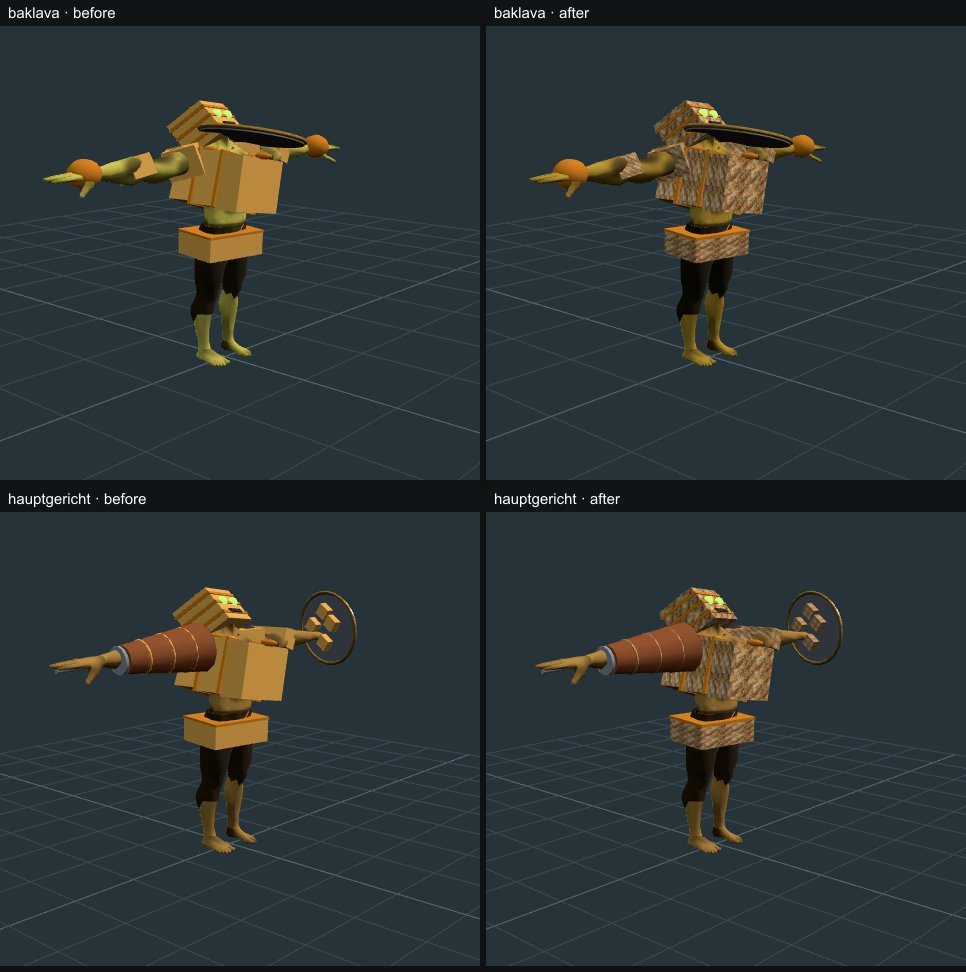 baklava · before
baklava · after
hauptgericht · before
hauptgericht · after